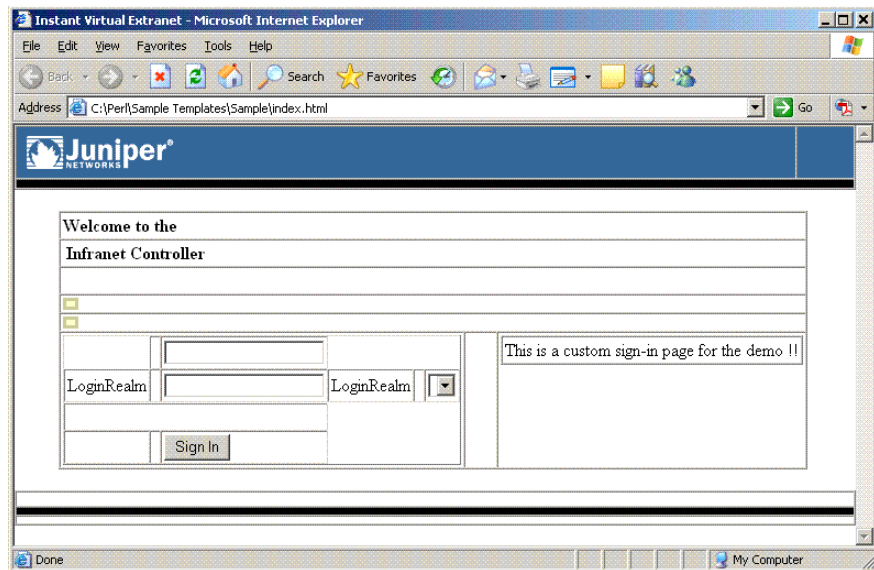 Instant Virtual Extranet - Microsoft Internet Explorer
File Edit View Favorites Tools Help
Back Search Favorites
Address C:\Perl\Sample Templates\Sample\index.html Go
Juniper®
NETWORKS
Welcome to the
Infranet Controller
This is a custom sign-in page for the demo !!
LoginRealm LoginRealm
Sign In
Done My Computer